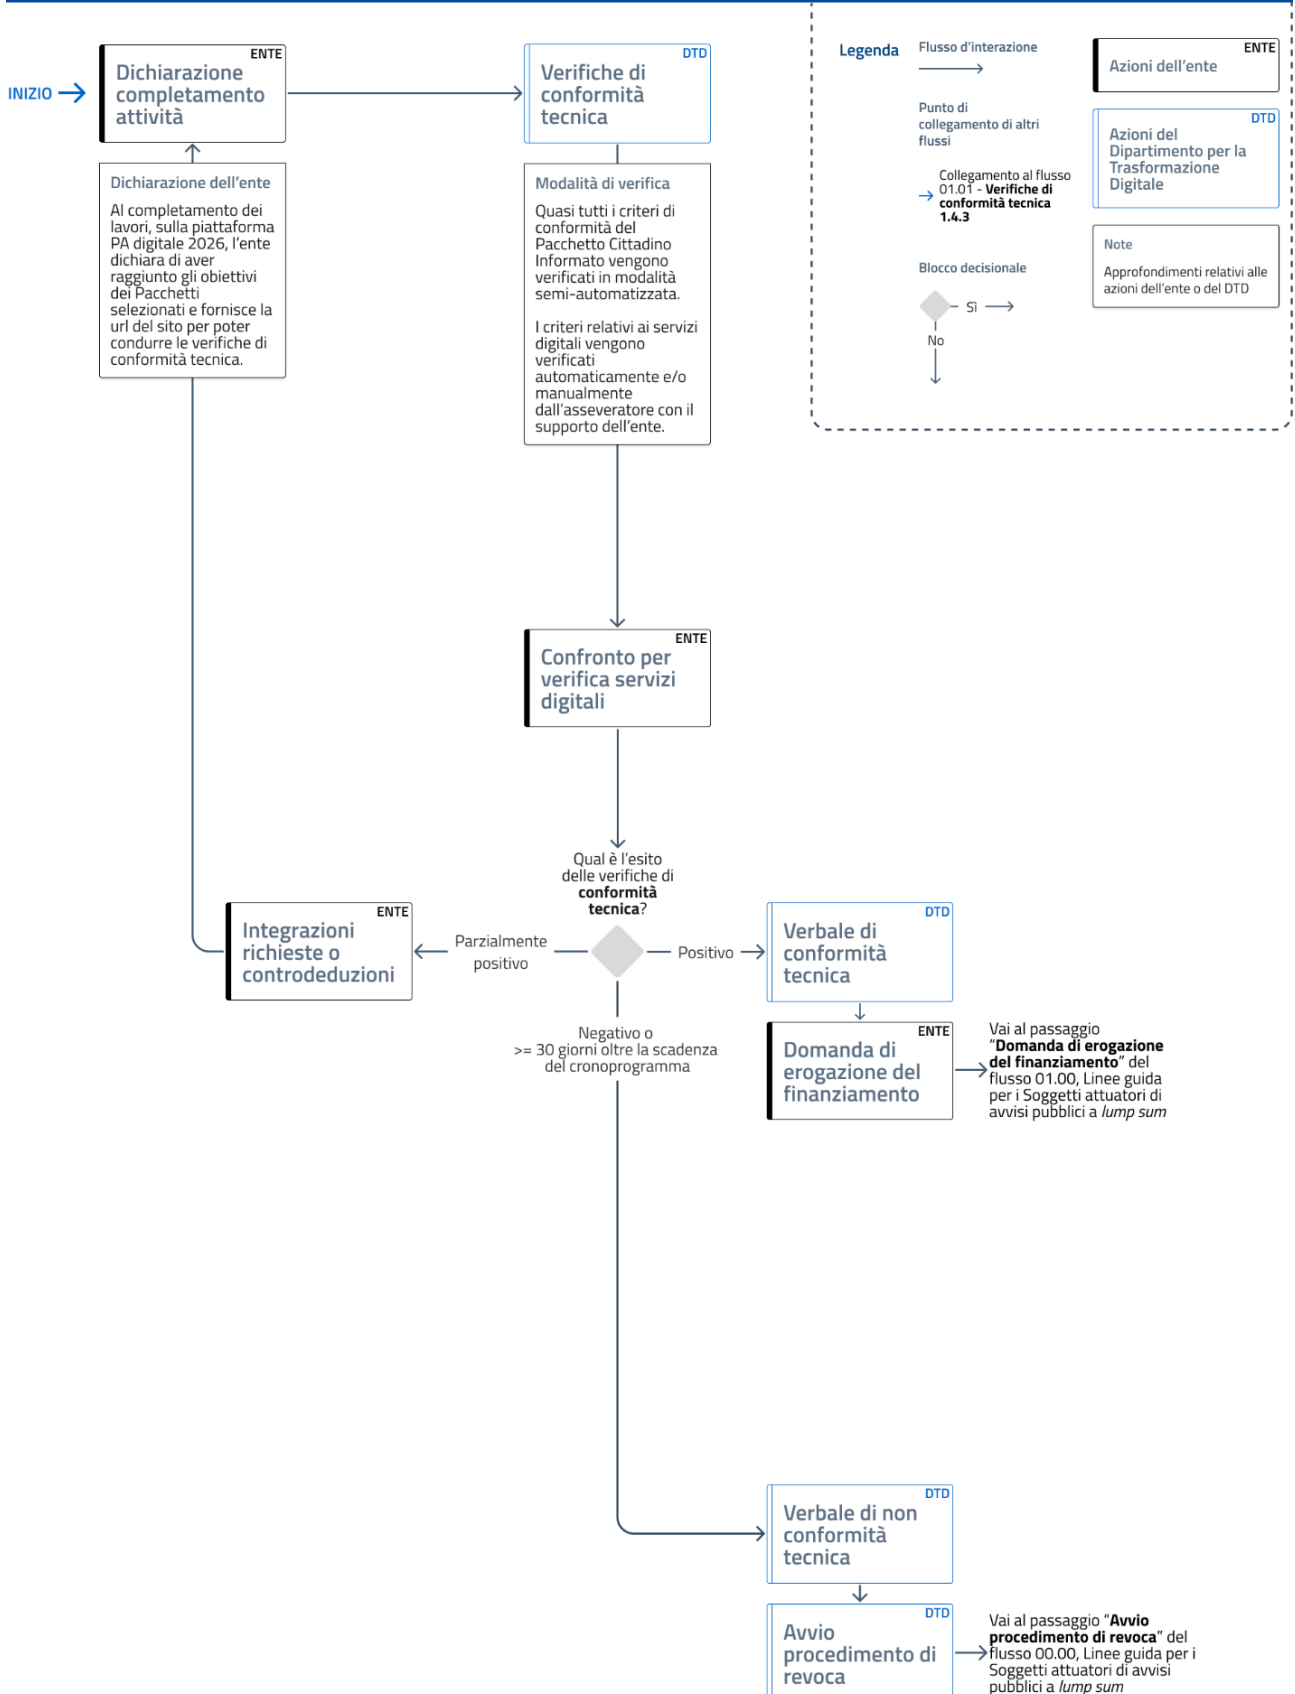 INIZIO
ENTE
Dichiarazione
completamento
attività
Dichiarazione dell'ente
Al completamento dei
lavori, sulla piattaforma
PA digitale 2026, l'ente
dichiara di aver
raggiunto gli obiettivi
dei Pacchetti
selezionati e fornisce la
url del sito per poter
condurre le verifiche di
conformità tecnica.
DTD
Verifiche di
conformità
tecnica
Modalità di verifica
Quasi tutti i criteri di
conformità del
Pacchetto Cittadino
Informato vengono
verificati in modalità
semi-automatizzata.
I criteri relativi ai servizi
digitali vengono
verificati
automaticamente e/o
manualmente
dall'asseveratore con il
supporto dell'ente.
Legenda
Flusso d'interazione
Punto di
collegamento di altri
flussi
Collegamento al flusso
01.01 - Verifiche di
conformità tecnica
1.4.3
Blocco decisionale
Sì
No
ENTE
Azioni dell'ente
DTD
Azioni del
Dipartimento per la
Trasformazione
Digitale
Note
Approfondimenti relativi alle
azioni dell'ente o del DTD
ENTE
Confronto per
verifica servizi
digitali
Qual è l'esito
delle verifiche di
conformità
tecnica?
ENTE
Integrazioni
richieste o
controdeduzioni
Parzialmente
positivo
Positivo
DTD
Verbale di
conformità
tecnica
Negativo o
>= 30 giorni oltre la scadenza
del cronoprogramma
ENTE
Domanda di
erogazione del
finanziamento
Vai al passaggio
"Domanda di erogazione
del finanziamento" del
flusso 01.00, Linee guida
per i Soggetti attuatori di
avvisi pubblici a lump sum
DTD
Verbale di non
conformità
tecnica
DTD
Avvio
procedimento di
revoca
Vai al passaggio "Avvio
procedimento di revoca" del
flusso 00.00, Linee guida per i
Soggetti attuatori di avvisi
pubblici a lump sum